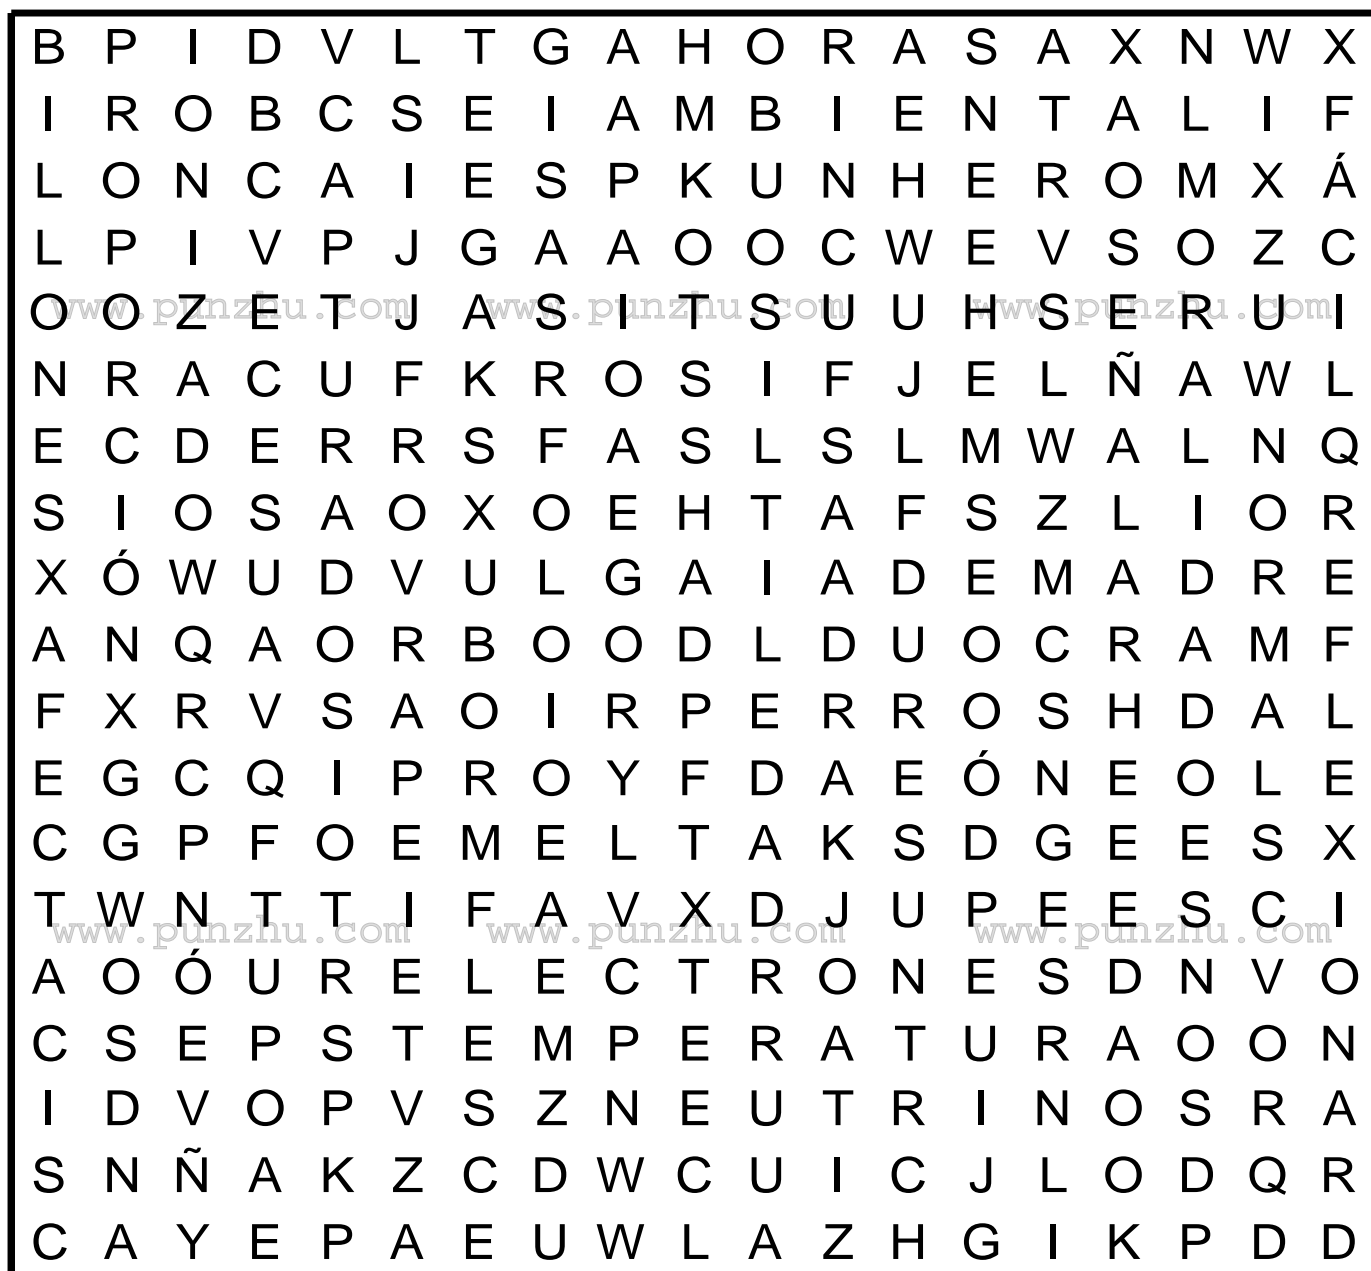 B P I D V L T G A H O R A S A X N W X
I R O B C S E I A M B I E N T A L I F
L O N C A I E S P K U N H E R O M X Á
L P I V P J G A A O O C W E V S O Z C
O O Z E T J A S I T S U U H S E R U I
www.punzhu.com www.punzhu.com www.punzhu.com
N R A C U F K R O S I F J E L Ñ A W L
E C D E R R S F A S L S L M W A L N Q
S I O S A O X O E H T A F S Z L I O R
X Ó W U D V U L G A I A D E M A D R E
A N Q A O R B O O D L D U O C R A M F
F X R V S A O I R P E R R O S H D A L
E G C Q I P R O Y F D A E Ó N E O L E
C G P F O E M E L T A K S D G E E S X
T W N T T I F A V X D J U P E E S C I
www.punzhu.com www.punzhu.com www.punzhu.com
A O Ó U R E L E C T R O N E S D N V O
C S E P S T E M P E R A T U R A O O N
I D V O P V S Z N E U T R I N O S R A
S N Ñ A K Z C D W C U I C J L O D Q R
C A Y E P A E U W L A Z H G I K P D D